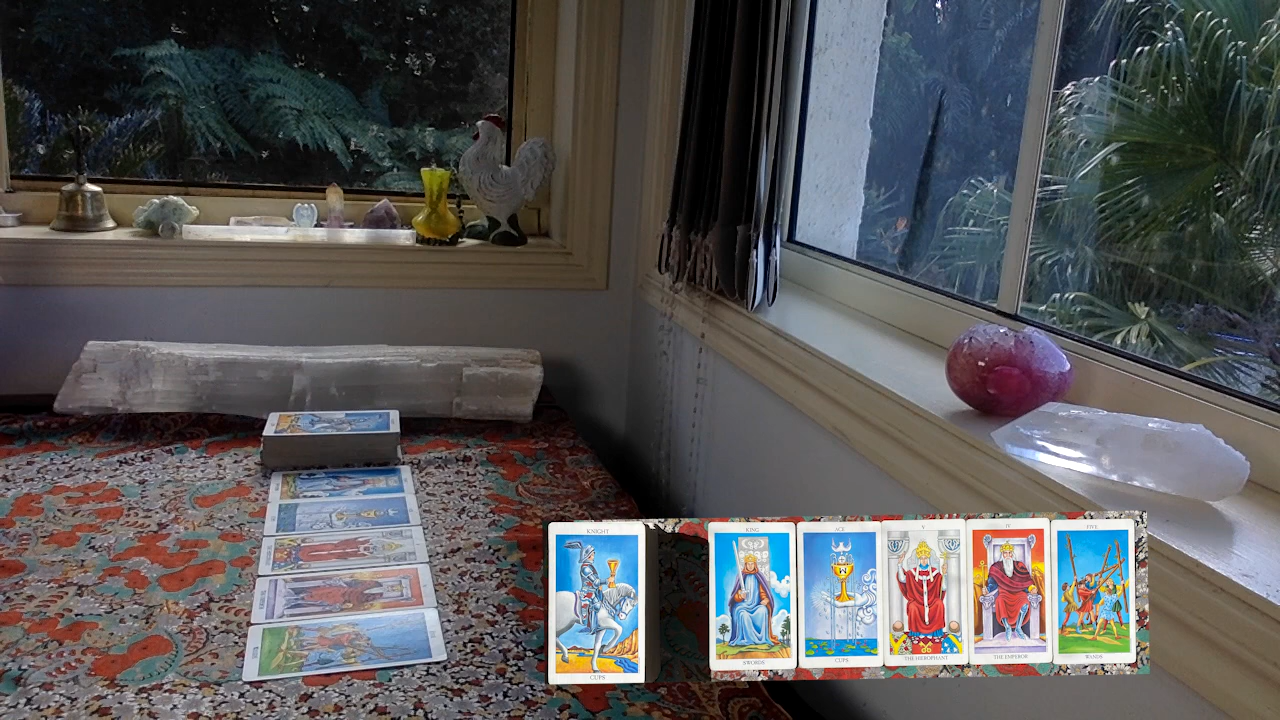 KNIGHT
CUPS
KING
SWORDS
ACE
CUPS
V
THE HIEROPHANT
IV
THE EMPEROR
FIVE
WANDS